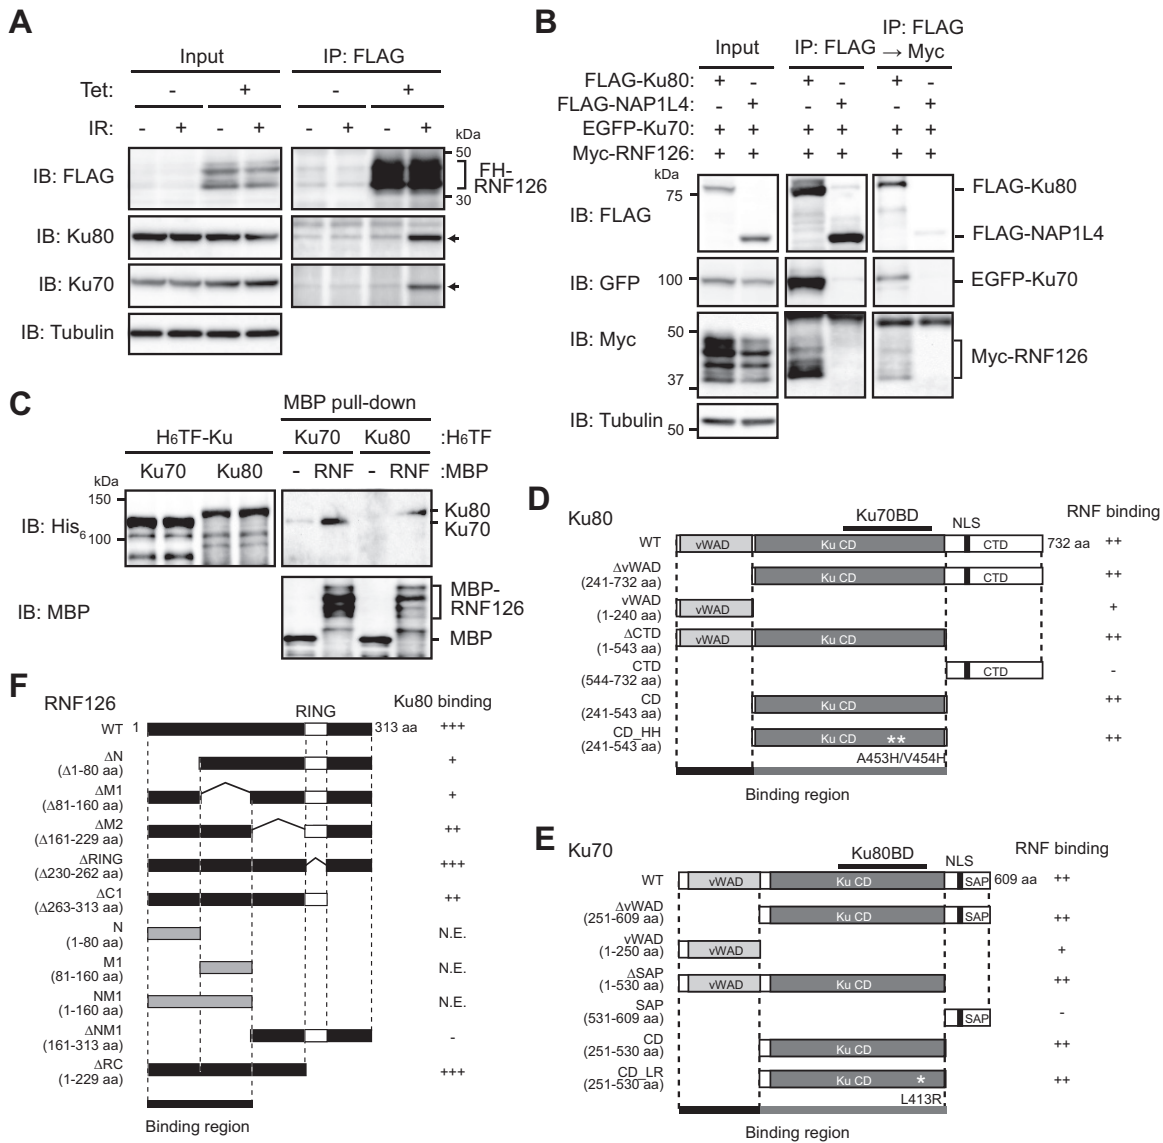 A
Input IP: FLAG
Tet: - + - +
IR: - + - + - + - +
kDa
IB: FLAG 50 FH-RNF126 30
IB: Ku80
IB: Ku70
IB: Tubulin
B
Input IP: FLAG IP: FLAG → Myc
FLAG-Ku80: + - + - + -
FLAG-NAP1L4: - + - + - +
EGFP-Ku70: + + + + + +
Myc-RNF126: + + + + + +
kDa
IB: FLAG 75 FLAG-Ku80
FLAG-NAP1L4
IB: GFP 100 EGFP-Ku70
IB: Myc 50 37 Myc-RNF126
IB: Tubulin 50
C
MBP pull-down
H6TF-Ku Ku70 Ku80 :H6TF
Ku70 Ku80 - RNF - RNF :MBP
kDa
150
IB: His6 100 Ku80
Ku70
IB: MBP MBP-RNF126
MBP
D
Ku80 Ku70BD NLS RNF binding
WT vWAD Ku CD CTD 732 aa ++
ΔvWAD (241-732 aa) Ku CD CTD ++
vWAD (1-240 aa) vWAD +
ΔCTD (1-543 aa) vWAD Ku CD ++
CTD (544-732 aa) CTD -
CD (241-543 aa) Ku CD ++
CD_HH (241-543 aa) Ku CD ** ++
A453H/V454H
Binding region
E
Ku70 Ku80BD NLS RNF binding
WT vWAD Ku CD SAP 609 aa ++
ΔvWAD (251-609 aa) Ku CD SAP ++
vWAD (1-250 aa) vWAD +
ΔSAP (1-530 aa) vWAD Ku CD ++
SAP (531-609 aa) SAP -
CD (251-530 aa) Ku CD ++
CD_LR (251-530 aa) Ku CD * ++
L413R
Binding region
F
RNF126 RING Ku80 binding
WT 1 313 aa +++
ΔN (Δ1-80 aa) +
ΔM1 (Δ81-160 aa) +
ΔM2 (Δ161-229 aa) ++
ΔRING (Δ230-262 aa) +++
ΔC1 (Δ263-313 aa) ++
N (1-80 aa) N.E.
M1 (81-160 aa) N.E.
NM1 (1-160 aa) N.E.
ΔNM1 (161-313 aa) -
ΔRC (1-229 aa) +++
Binding region